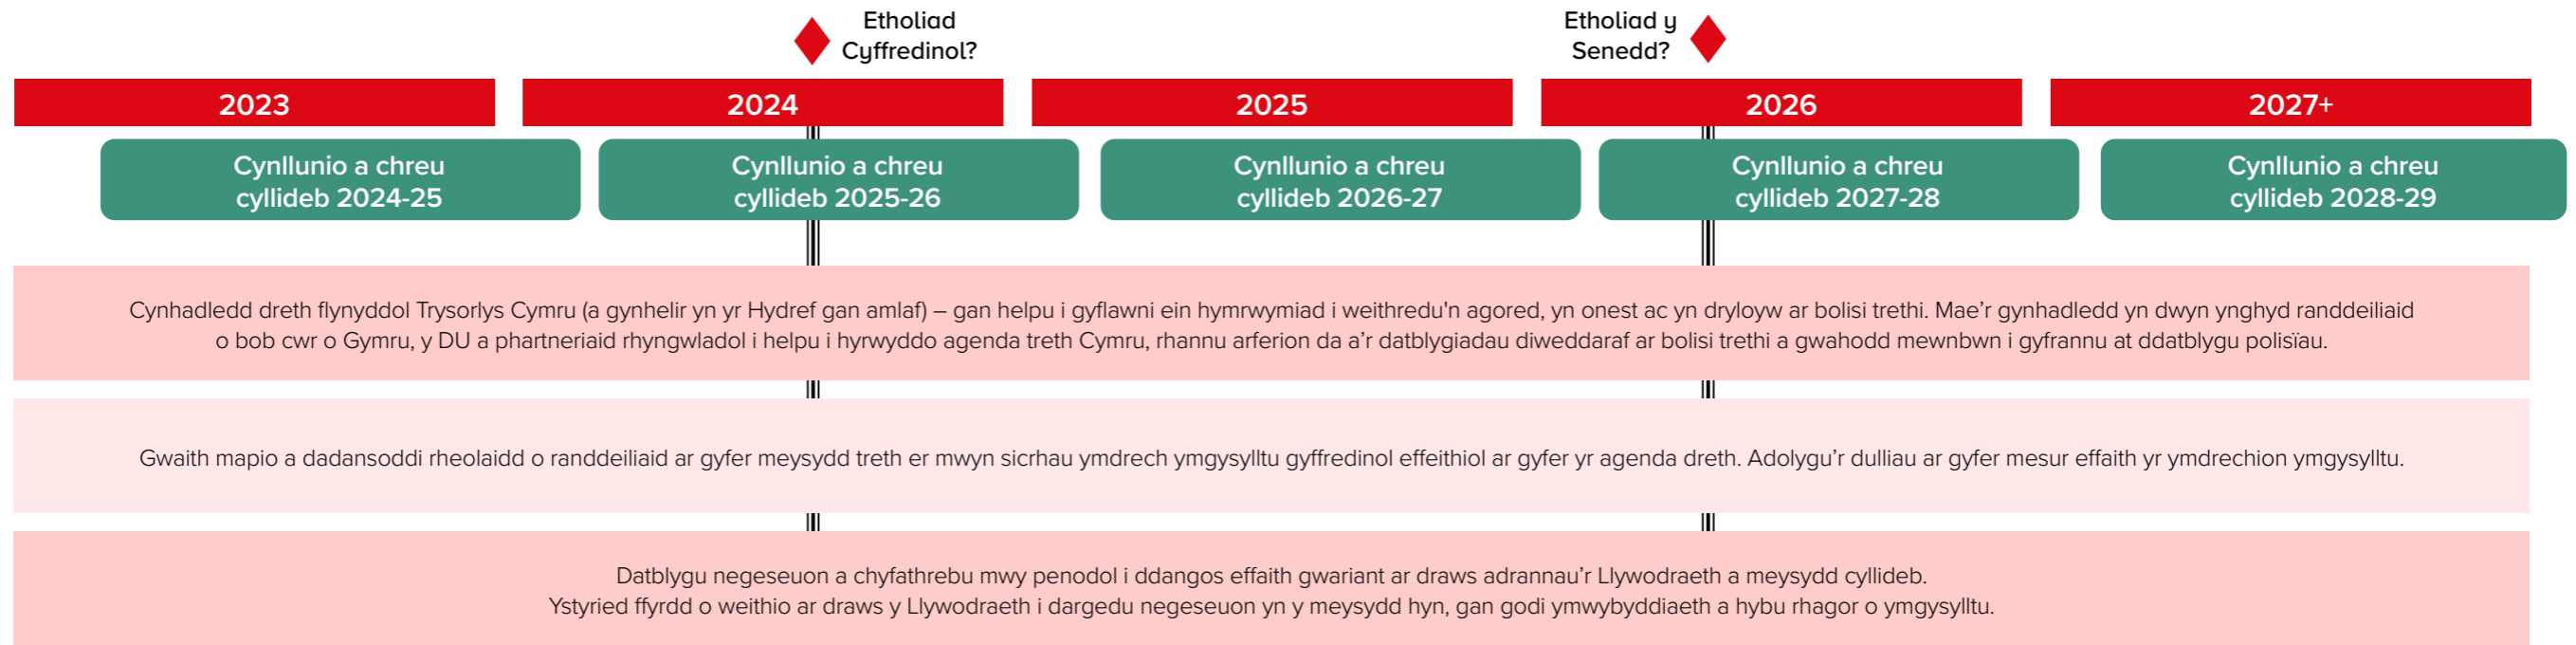 Etholiad
Cyffredinol?
Etholiad y
Senedd?
2023
2024
2025
2026
2027+
Cynllunio a chreu
cyllideb 2024-25
Cynllunio a chreu
cyllideb 2025-26
Cynllunio a chreu
cyllideb 2026-27
Cynllunio a chreu
cyllideb 2027-28
Cynllunio a chreu
cyllideb 2028-29
Cynhadledd dreth flynyddol Trysorlys Cymru (a gynhelir yn yr Hydref gan amlaf) – gan helpu i gyflawni ein hymrwymiad i weithredu'n agored, yn onest ac yn dryloyw ar bolisi trethi. Mae’r gynhadledd yn dwyn ynghyd randdeiliaid
o bob cwr o Gymru, y DU a phartneriaid rhyngwladol i helpu i hyrwyddo agenda treth Cymru, rhannu arferion da a’r datblygiadau diweddaraf ar bolisi trethi a gwahodd mewnbwn i gyfrannu at ddatblygu polisïau.
Gwaith mapio a dadansoddi rheolaidd o randdeiliaid ar gyfer meysydd treth er mwyn sicrhau ymdrech ymgysylltu gyffredinol effeithiol ar gyfer yr agenda dreth. Adolygu’r dulliau ar gyfer mesur effaith yr ymdrechion ymgysylltu.
Datblygu negeseuon a chyfathrebu mwy penodol i ddangos effaith gwariant ar draws adrannau’r Llywodraeth a meysydd cyllideb.
Ystyried ffyrdd o weithio ar draws y Llywodraeth i dargedu negeseuon yn y meysydd hyn, gan godi ymwybyddiaeth a hybu rhagor o ymgysylltu.